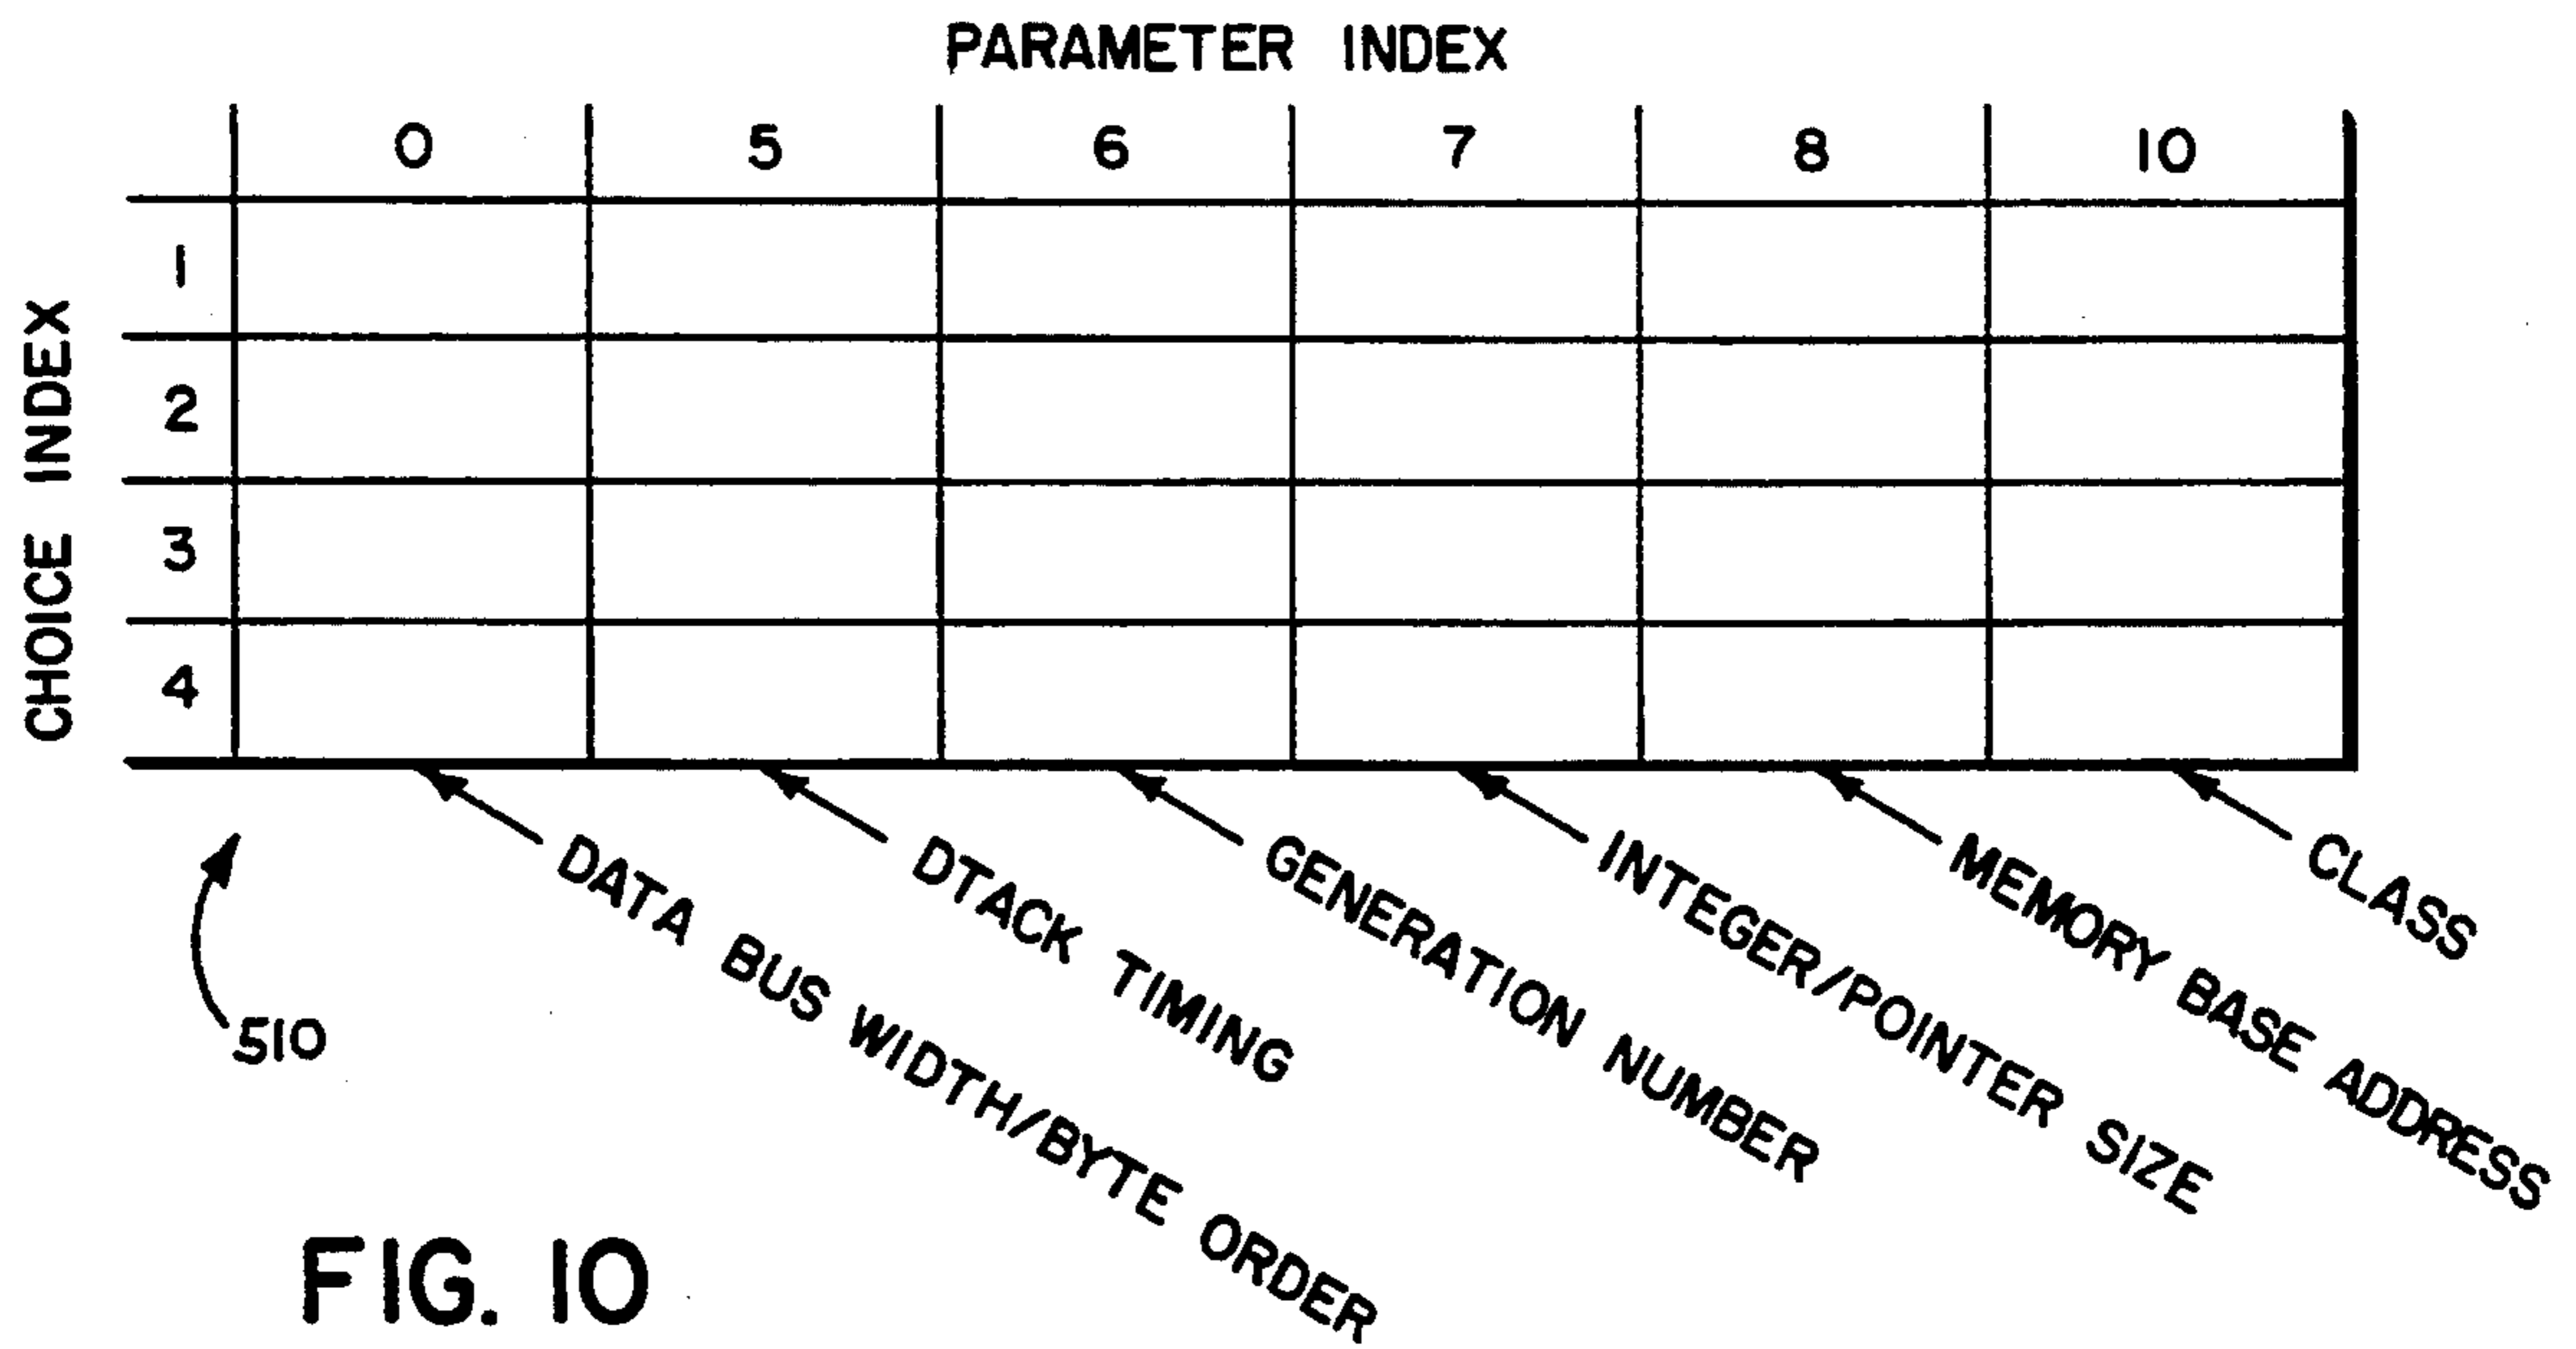 PARAMETER INDEX
0 5 6 7 8 10
CHOICE INDEX
1
2
3
4
DATA BUS WIDTH/BYTE ORDER
DTACK TIMING
GENERATION NUMBER
INTEGER/POINTER SIZE
MEMORY BASE ADDRESS
CLASS
510
FIG. 10